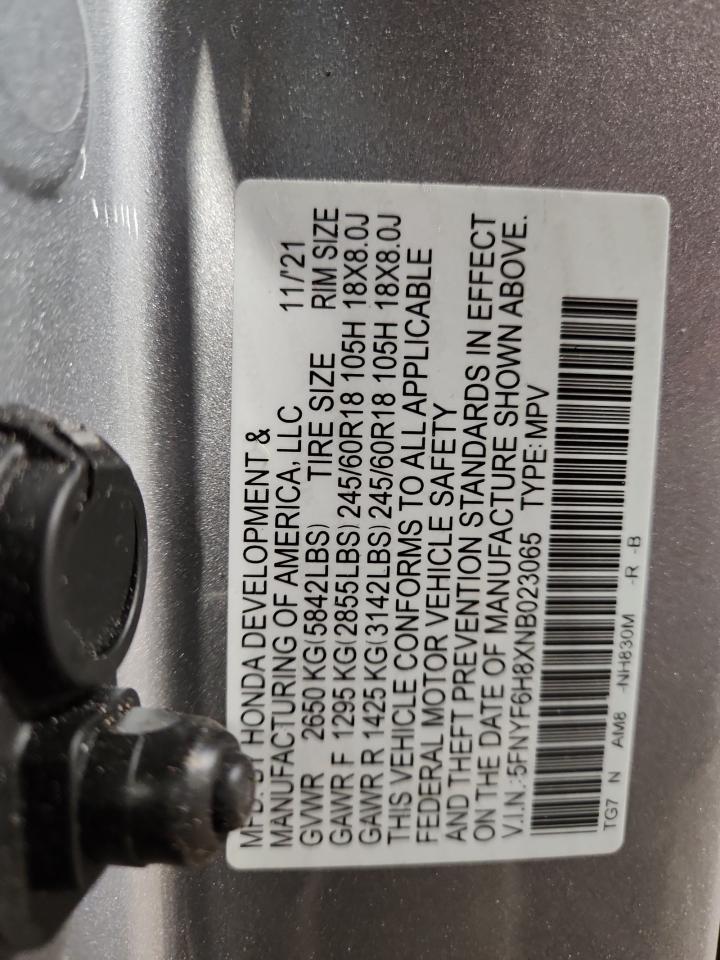 MFD. BY HONDA DEVELOPMENT &
MANUFACTURING OF AMERICA, LLC 11/'21
GVWR 2650 KG(5842LBS) TIRE SIZE RIM SIZE
GAWR F 1295 KG(2855LBS) 245/60R18 105H 18X8.0J
GAWR R 1425 KG(3142LBS) 245/60R18 105H 18X8.0J
THIS VEHICLE CONFORMS TO ALL APPLICABLE
FEDERAL MOTOR VEHICLE SAFETY
AND THEFT PREVENTION STANDARDS IN EFFECT
ON THE DATE OF MANUFACTURE SHOWN ABOVE.
V.I.N.:5FNYF6H8XNB023065 TYPE:MPV
TG7 N AM8 -NH830M -R -B